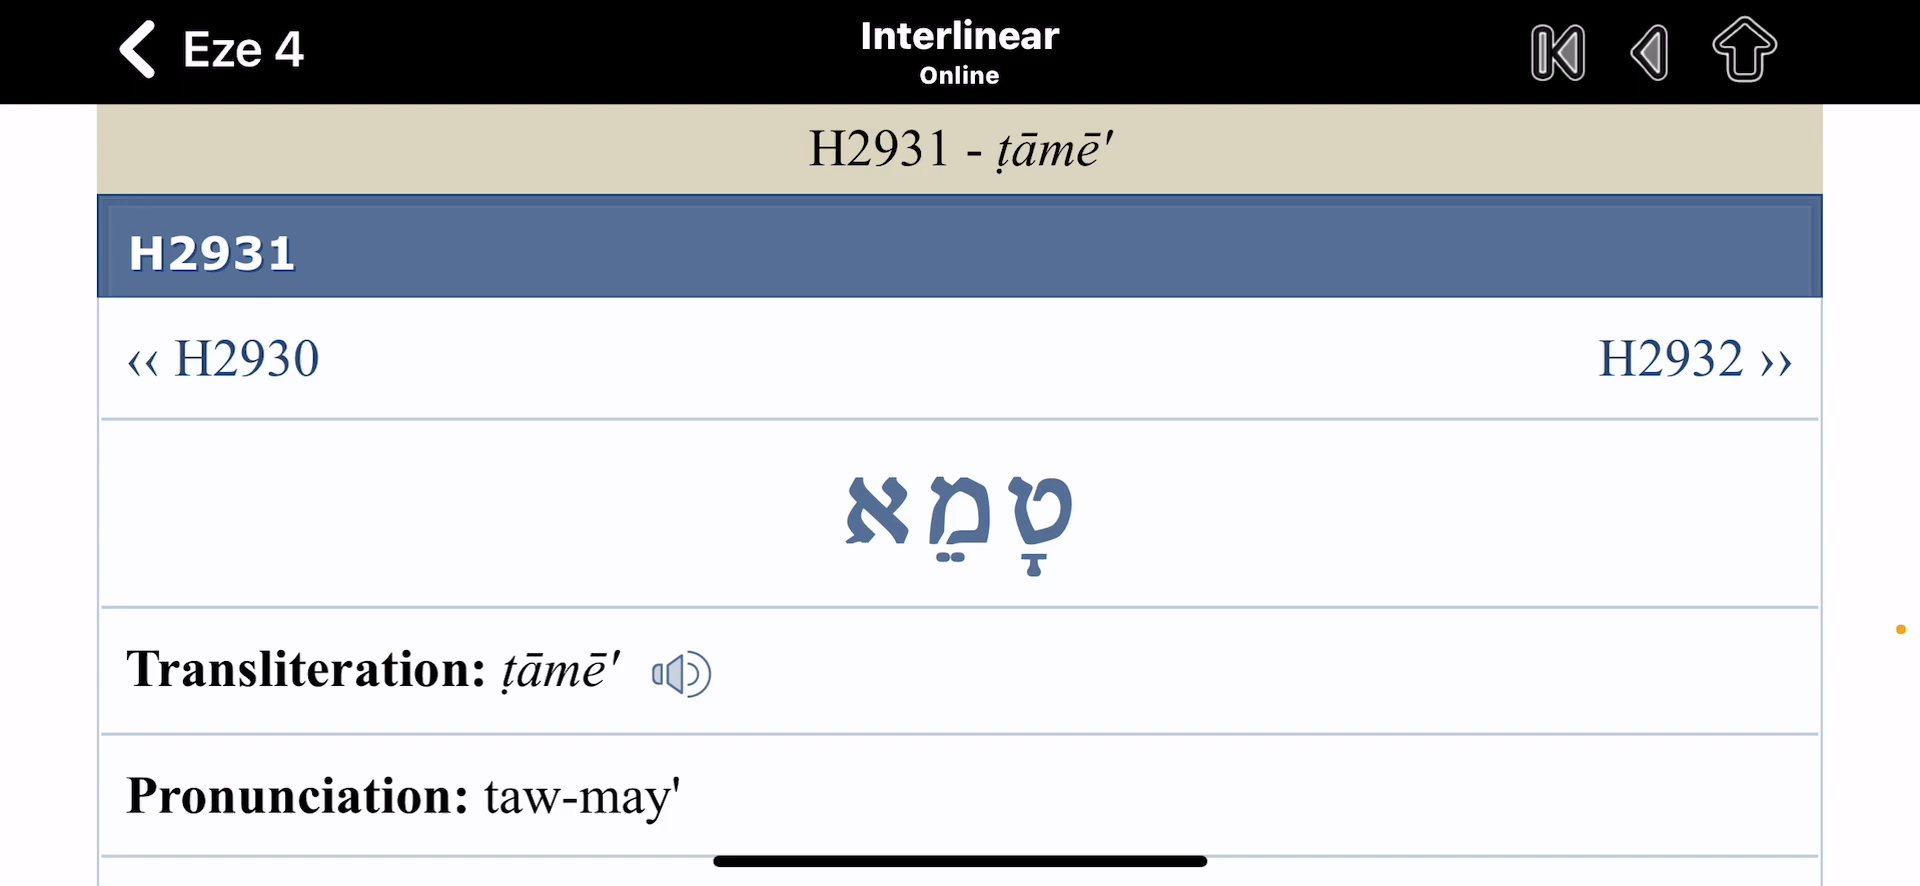 Eze 4
Interlinear
Online
H2931 - ṭāmē'
H2931
‹‹ H2930
H2932 ››
טָמֵא
Transliteration: ṭāmē'
Pronunciation: taw-may'